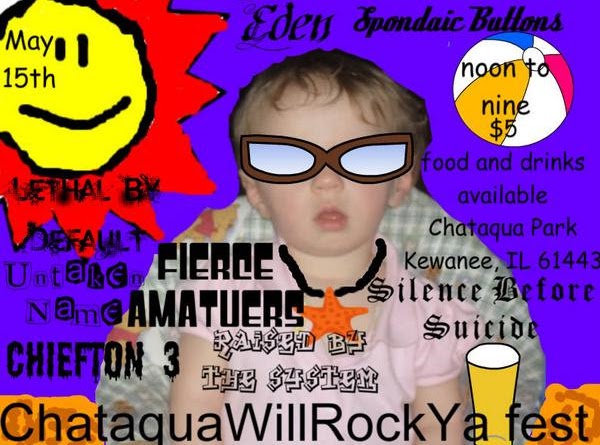 Eden
Spondaic Buttons
May
15th
noon to
nine
$5
food and drinks
available
Chataqua Park
Kewanee, IL 61443
LETHAL BY
DEFAULT
Untaken
Name
FIERCE
AMATUERS
Silence Before
Suicide
CHIEFTON 3
RAISED BY
THE SYSTEM
ChataquaWillRockYa fest